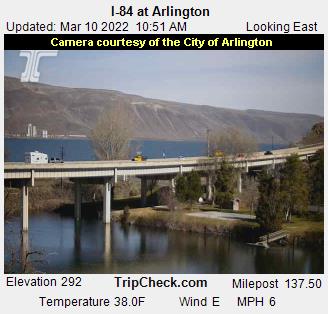 I-84 at Arlington
Updated: Mar 10 2022 10:51 AM Looking East
Camera courtesy of the City of Arlington
Elevation 292 TripCheck.com Milepost 137.50
Temperature 38.0F Wind E MPH 6